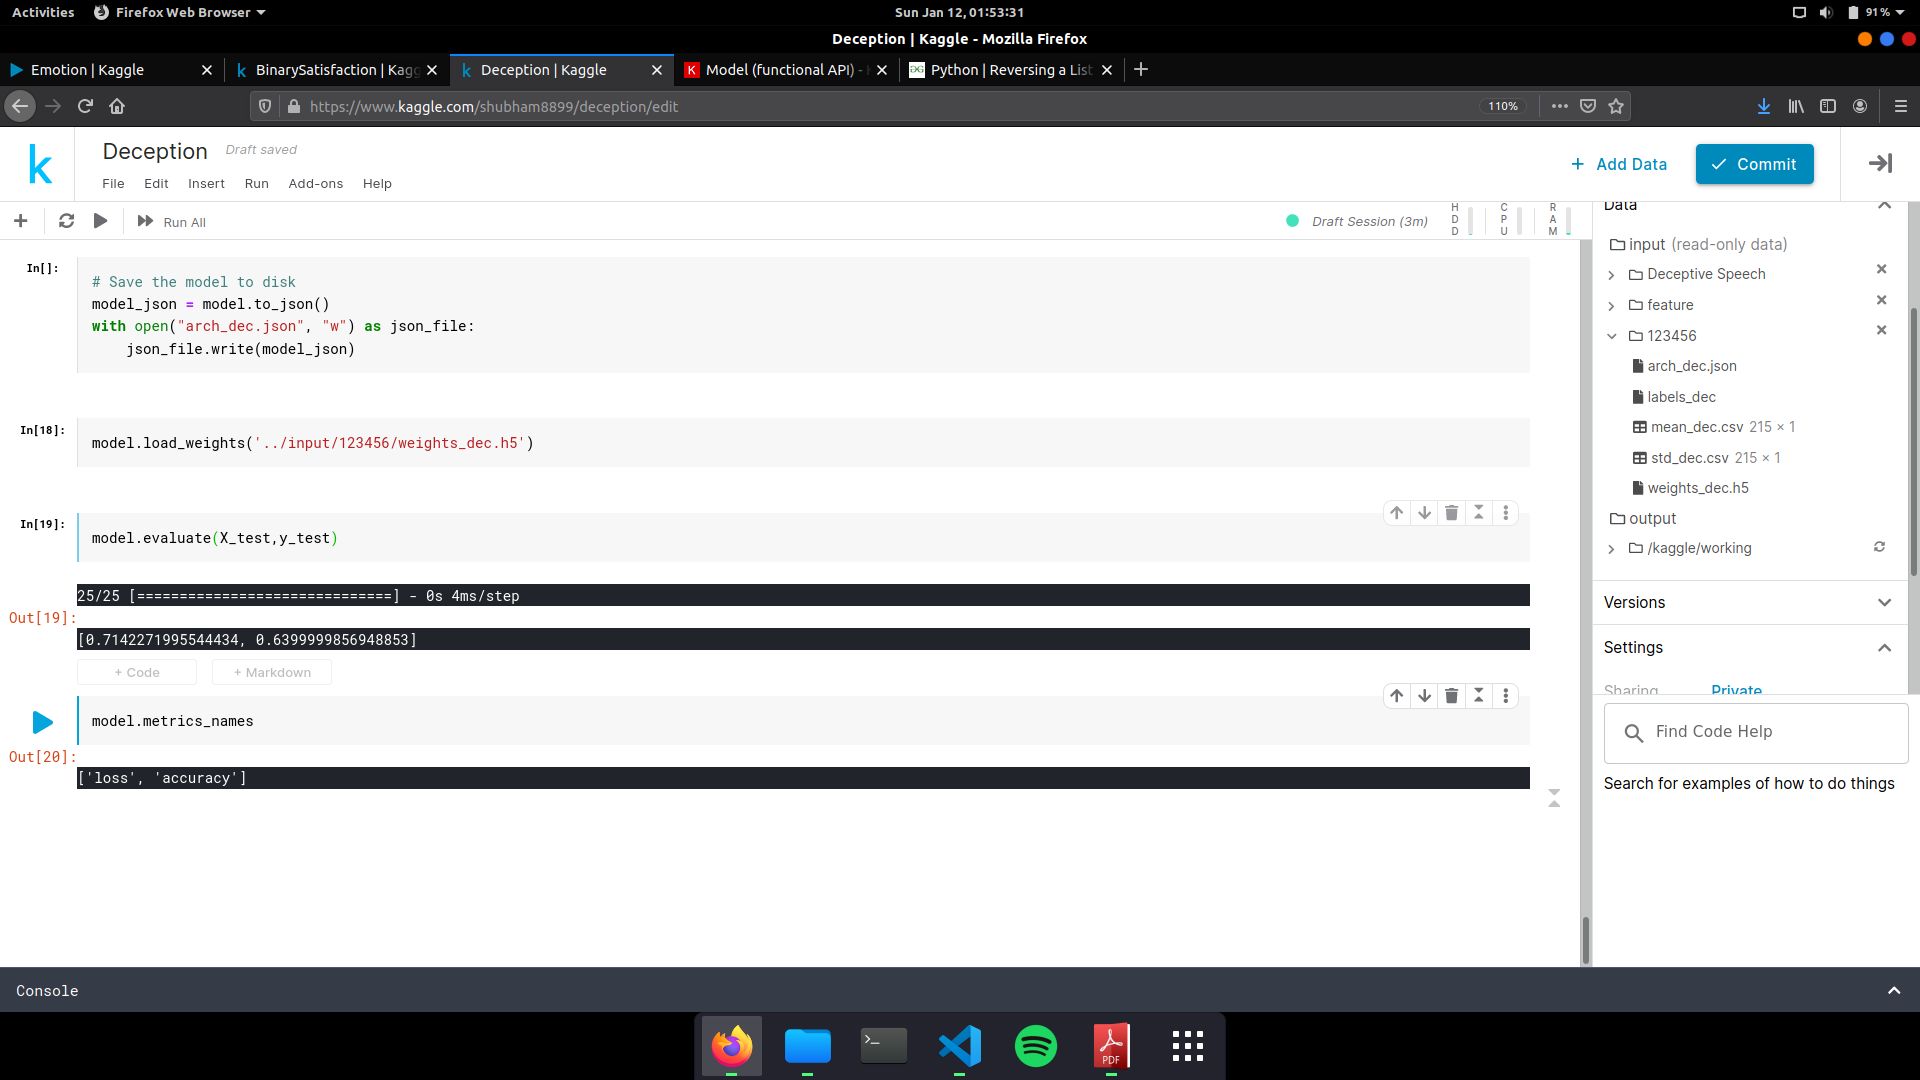 Activities Firefox Web Browser Sun Jan 12, 01:53:31 91%
Deception | Kaggle - Mozilla Firefox
Emotion | Kaggle BinarySatisfaction | Kagg Deception | Kaggle Model (functional API) - Python | Reversing a List
https://www.kaggle.com/shubham8899/deception/edit 110%
k
Deception Draft saved
File Edit Insert Run Add-ons Help
+ Add Data Commit
Run All
Draft Session (3m) HDD CPU RAM
In[]:
# Save the model to disk
model_json = model.to_json()
with open("arch_dec.json", "w") as json_file:
    json_file.write(model_json)
In[18]:
model.load_weights('../input/123456/weights_dec.h5')
In[19]:
model.evaluate(X_test,y_test)
25/25 [==============================] - 0s 4ms/step
Out[19]:
[0.7142271995544434, 0.6399999856948853]
+ Code + Markdown
model.metrics_names
Out[20]:
['loss', 'accuracy']
Data
input (read-only data)
Deceptive Speech
feature
123456
arch_dec.json
labels_dec
mean_dec.csv 215 × 1
std_dec.csv 215 × 1
weights_dec.h5
output
/kaggle/working
Versions
Settings
Sharing Private
Find Code Help
Search for examples of how to do things
Console
PDF